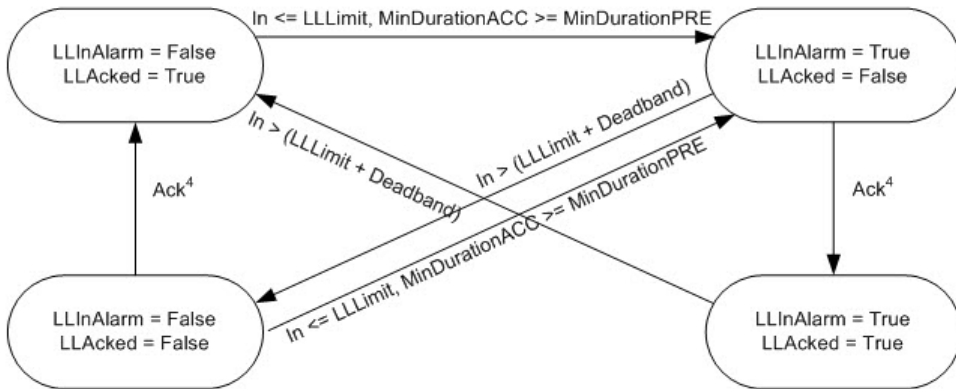 In <= LLLimit, MinDurationACC >= MinDurationPRE
LLInAlarm = False
LLAcked = True
LLInAlarm = True
LLAcked = False
In > (LLLimit + Deadband)
In > (LLLimit + Deadband)
In <= LLLimit, MinDurationACC >= MinDurationPRE
Ack⁴
Ack⁴
LLInAlarm = False
LLAcked = False
LLInAlarm = True
LLAcked = True